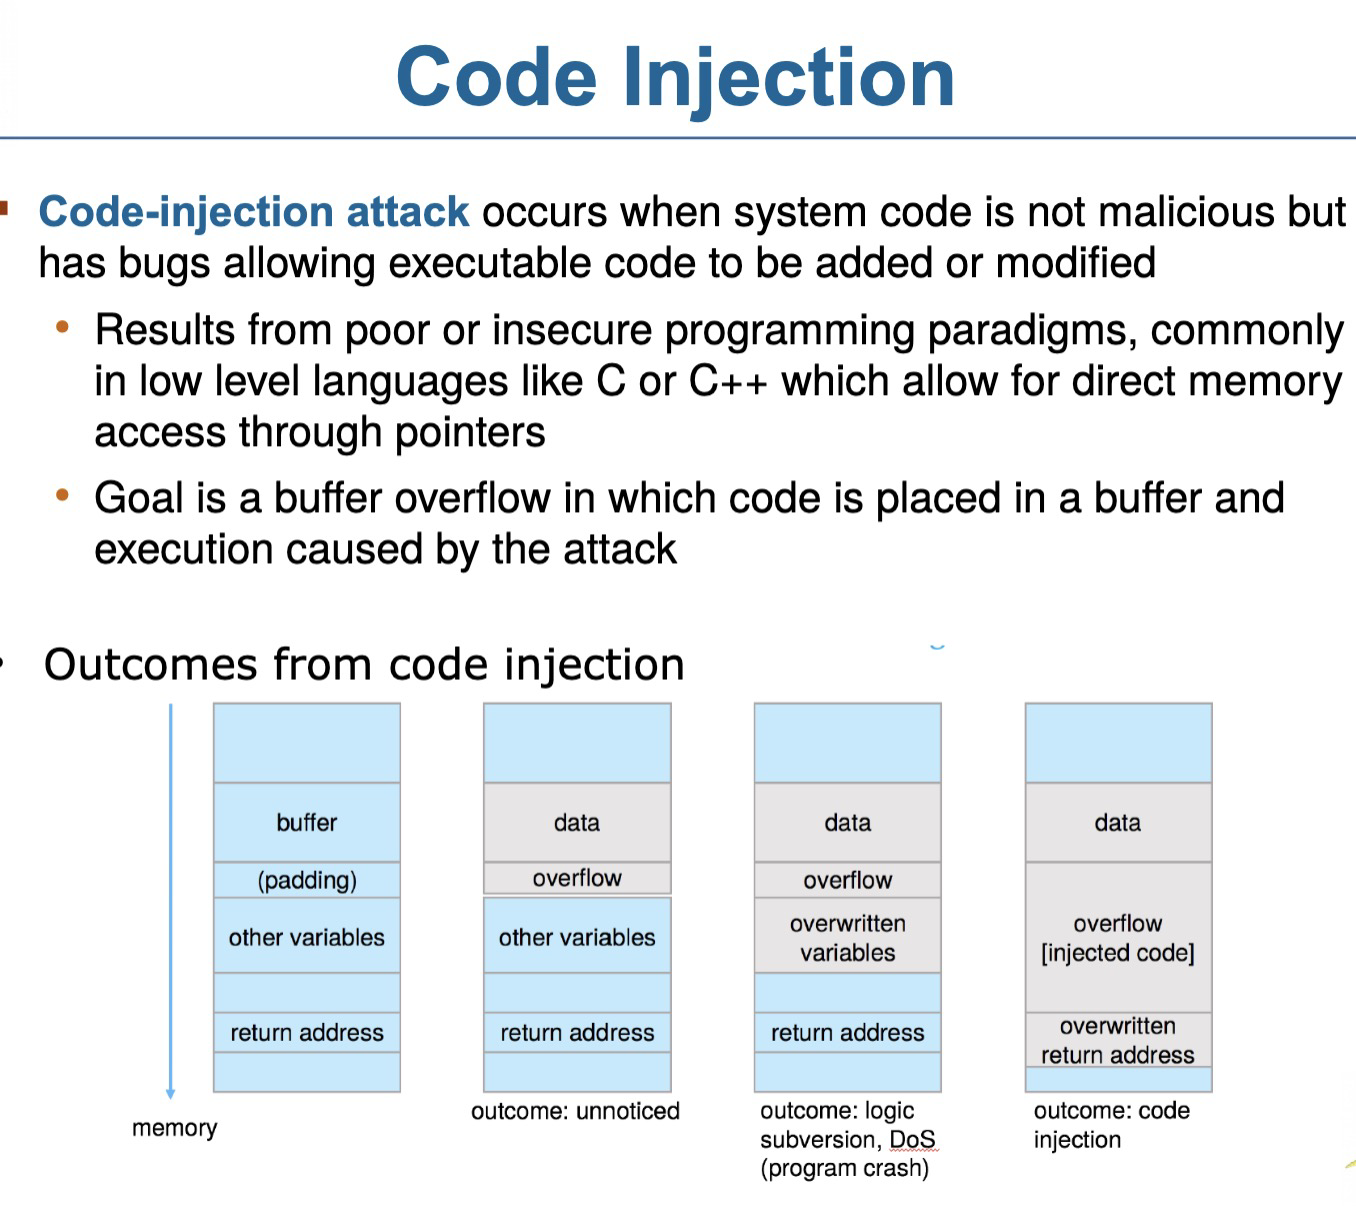 Code Injection
Code-injection attack occurs when system code is not malicious but
has bugs allowing executable code to be added or modified
• Results from poor or insecure programming paradigms, commonly
in low level languages like C or C++ which allow for direct memory
access through pointers
• Goal is a buffer overflow in which code is placed in a buffer and
execution caused by the attack
• Outcomes from code injection
buffer
(padding)
other variables
return address
memory
data
overflow
other variables
return address
outcome: unnoticed
data
overflow
overwritten
variables
return address
outcome: logic
subversion, DoS
(program crash)
data
overflow
[injected code]
overwritten
return address
outcome: code
injection